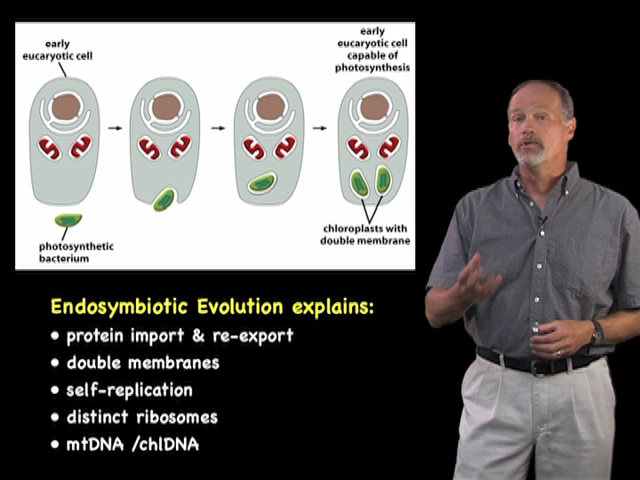 early
eucaryotic cell
early
eucaryotic cell
capable of
photosynthesis
photosynthetic
bacterium
chloroplasts with
double membrane
Endosymbiotic Evolution explains:
• protein import & re-export
• double membranes
• self-replication
• distinct ribosomes
• mtDNA /chlDNA